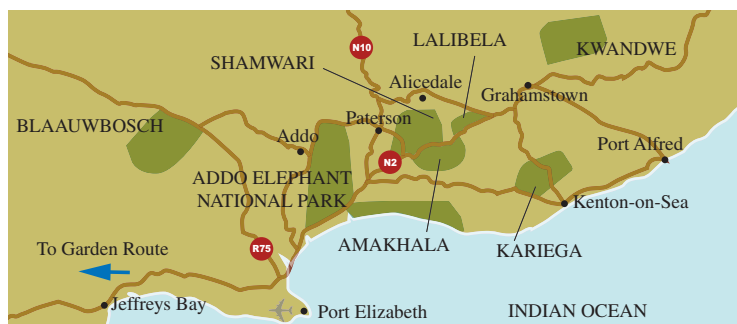 LALIBELA
N10
KWANDWE
SHAMWARI
Alicedale
Grahamstown
Paterson
BLAAUWBOSCH
Addo
Port Alfred
N2
ADDO ELEPHANT
NATIONAL PARK
Kenton-on-Sea
AMAKHALA
KARIEGA
To Garden Route
R75
Jeffreys Bay
Port Elizabeth
INDIAN OCEAN